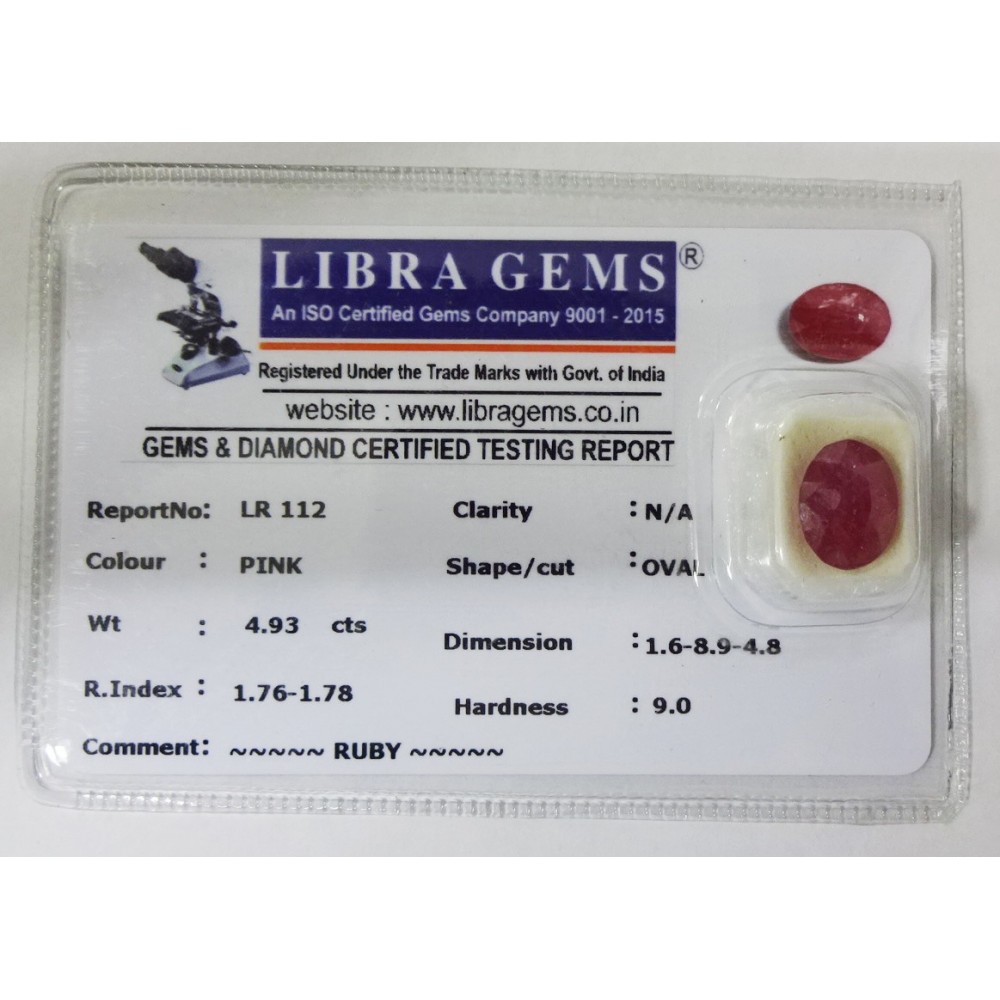 LIBRA GEMS ®
An ISO Certified Gems Company 9001 - 2015
Registered Under the Trade Marks with Govt. of India
website : www.libragems.co.in
GEMS & DIAMOND CERTIFIED TESTING REPORT
ReportNo: LR 112 Clarity : N/A
Colour : PINK Shape/cut : OVAL
Wt : 4.93 cts Dimension : 1.6-8.9-4.8
R.Index : 1.76-1.78 Hardness : 9.0
Comment: ~~~~~ RUBY ~~~~~